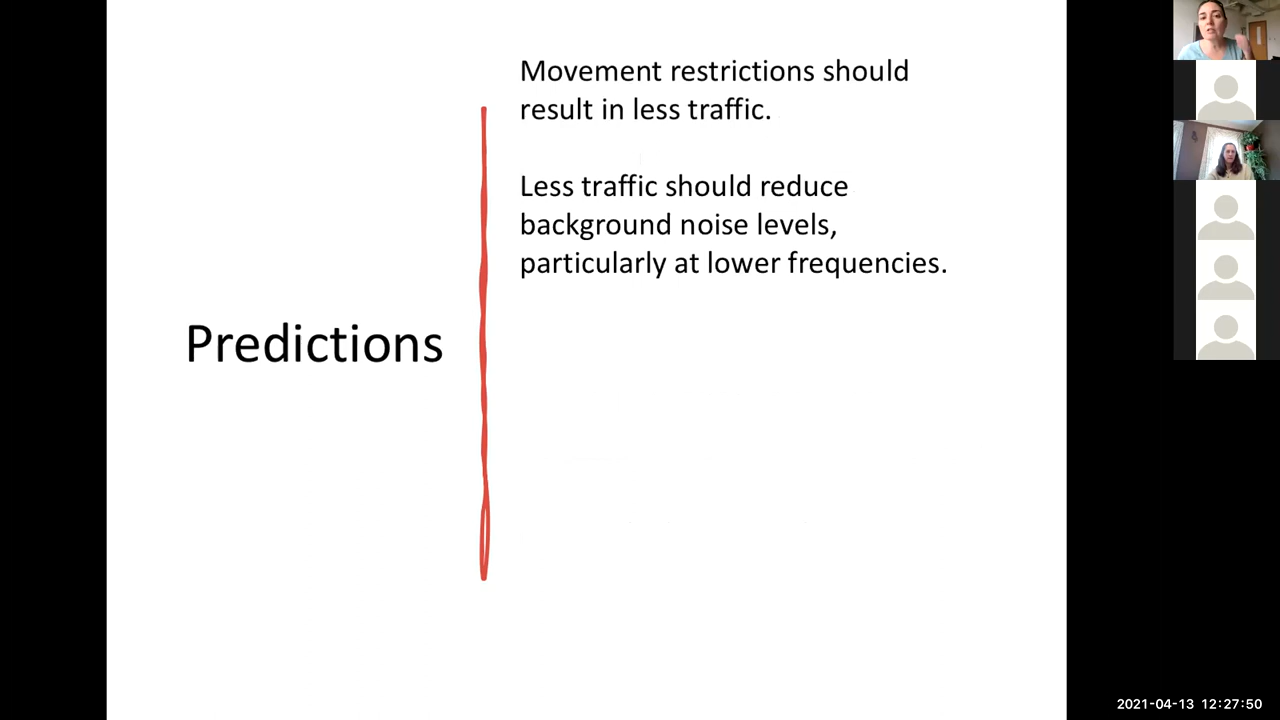 Movement restrictions should
result in less traffic.
Less traffic should reduce
background noise levels,
particularly at lower frequencies.
Predictions
2021-04-13 12:27:50